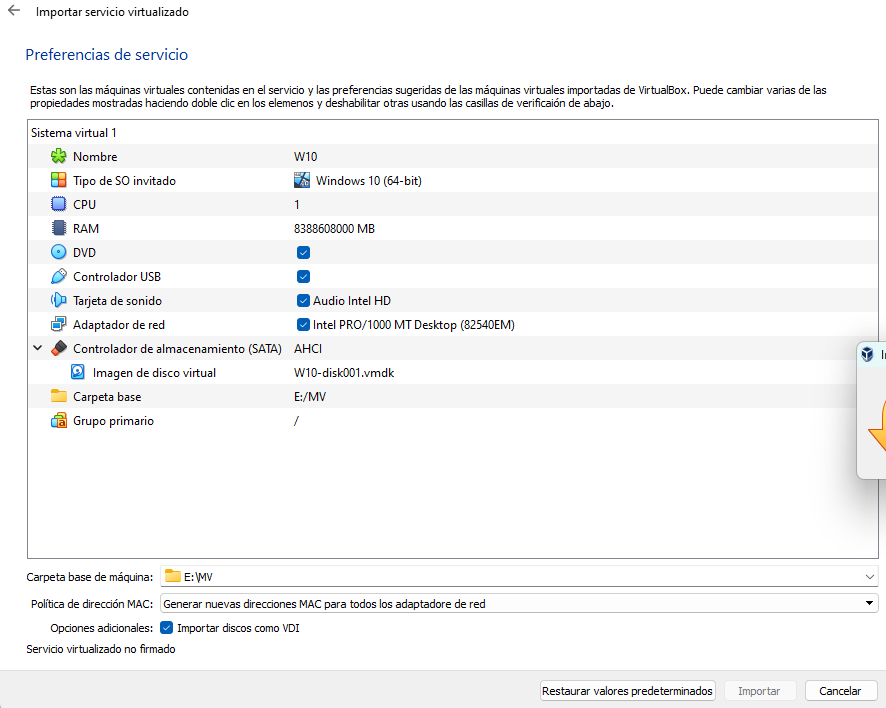 Importar servicio virtualizado
Preferencias de servicio
Estas son las máquinas virtuales contenidas en el servicio y las preferencias sugeridas de las máquinas virtuales importadas de VirtualBox. Puede cambiar varias de las
propiedades mostradas haciendo doble clic en los elemenos y deshabilitar otras usando las casillas de verificaión de abajo.
Sistema virtual 1
Nombre W10
Tipo de SO invitado Windows 10 (64-bit)
CPU 1
RAM 8388608000 MB
DVD
Controlador USB
Tarjeta de sonido Audio Intel HD
Adaptador de red Intel PRO/1000 MT Desktop (82540EM)
Controlador de almacenamiento (SATA) AHCI
Imagen de disco virtual W10-disk001.vmdk
Carpeta base E:/MV
Grupo primario /
Carpeta base de máquina: E:\MV
Política de dirección MAC: Generar nuevas direcciones MAC para todos los adaptadore de red
Opciones adicionales: Importar discos como VDI
Servicio virtualizado no firmado
Restaurar valores predeterminados Importar Cancelar